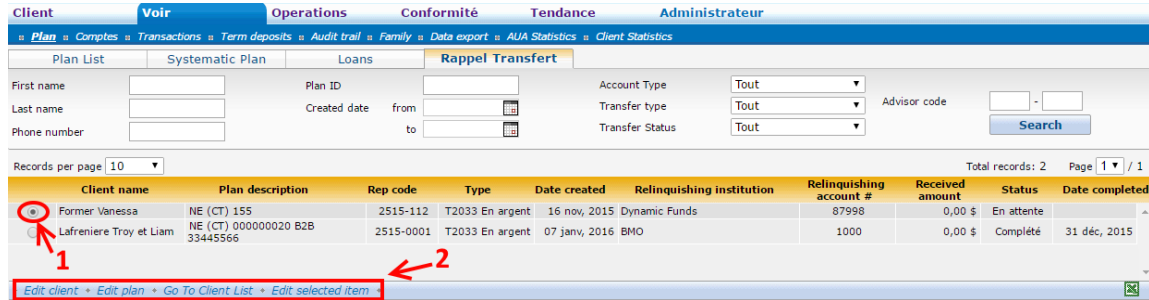 Client Voir Operations Conformité Tendance Administrateur
Plan Comptes Transactions Term deposits Audit trail Family Data export AUA Statistics Client Statistics
Plan List Systematic Plan Loans Rappel Transfert
First name Plan ID Account Type Tout
Last name Created date from Transfer type Tout Advisor code -
Phone number to Transfer Status Tout Search
Records per page 10 Total records: 2 Page 1 / 1
Client name Plan description Rep code Type Date created Relinquishing institution Relinquishing account # Received amount Status Date completed
Former Vanessa NE (CT) 155 2515-112 T2033 En argent 16 nov, 2015 Dynamic Funds 87998 0,00 $ En attente
Lafreniere Troy et Liam NE (CT) 000000020 B2B 33445566 2515-0001 T2033 En argent 07 janv, 2016 BMO 1000 0,00 $ Complété 31 déc, 2015
1 2
Edit client Edit plan Go To Client List Edit selected item